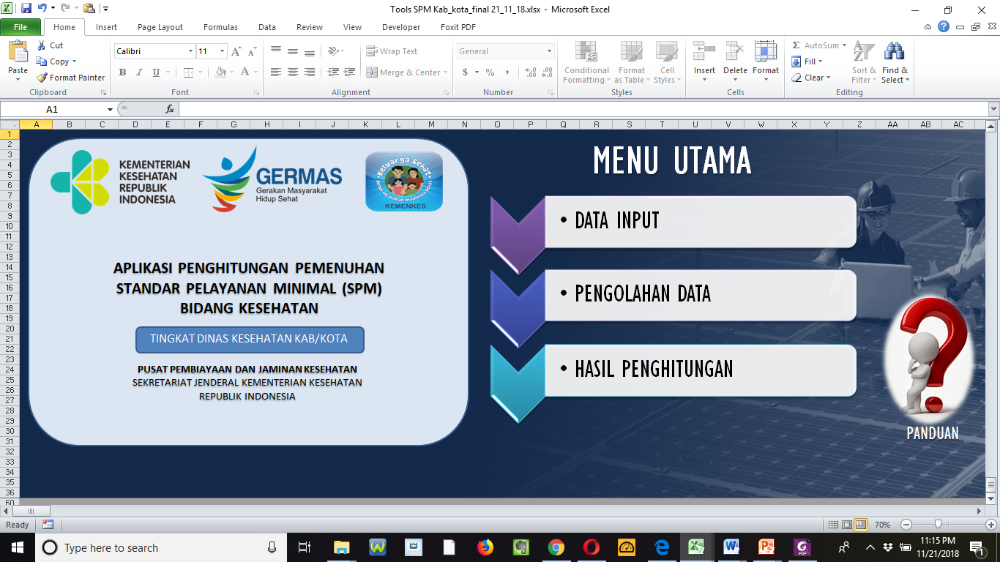 Tools SPM Kab_kota_final 21_11_18.xlsx - Microsoft Excel
File Home Insert Page Layout Formulas Data Review View Developer Foxit PDF
Paste
Cut
Copy
Format Painter
Clipboard
Calibri 11
B I U
Font
Wrap Text
Merge & Center
Alignment
General
$ % , .00
Number
Conditional Formatting
Format as Table
Cell Styles
Styles
Insert Delete Format
Cells
Σ AutoSum
Fill
Clear
Sort & Filter
Find & Select
Editing
A1 fx
A B C D E F G H I J K L M N O P Q R S T U V W X Y Z AA AB AC
1
2
3
4
5
6
7
8
9
10
11
12
13
14
15
16
17
18
19
20
21
22
23
24
25
26
27
28
29
30
31
32
33
34
35
36
60
KEMENTERIAN
KESEHATAN
REPUBLIK
INDONESIA
GERMAS
Gerakan Masyarakat
Hidup Sehat
Keluarga Sehat
KEMENKES
APLIKASI PENGHITUNGAN PEMENUHAN
STANDAR PELAYANAN MINIMAL (SPM)
BIDANG KESEHATAN
TINGKAT DINAS KESEHATAN KAB/KOTA
PUSAT PEMBIAYAAN DAN JAMINAN KESEHATAN
SEKRETARIAT JENDERAL KEMENTERIAN KESEHATAN
REPUBLIK INDONESIA
MENU UTAMA
• DATA INPUT
• PENGOLAHAN DATA
• HASIL PENGHITUNGAN
PANDUAN
Ready
70%
Type here to search
11:15 PM
11/21/2018
1